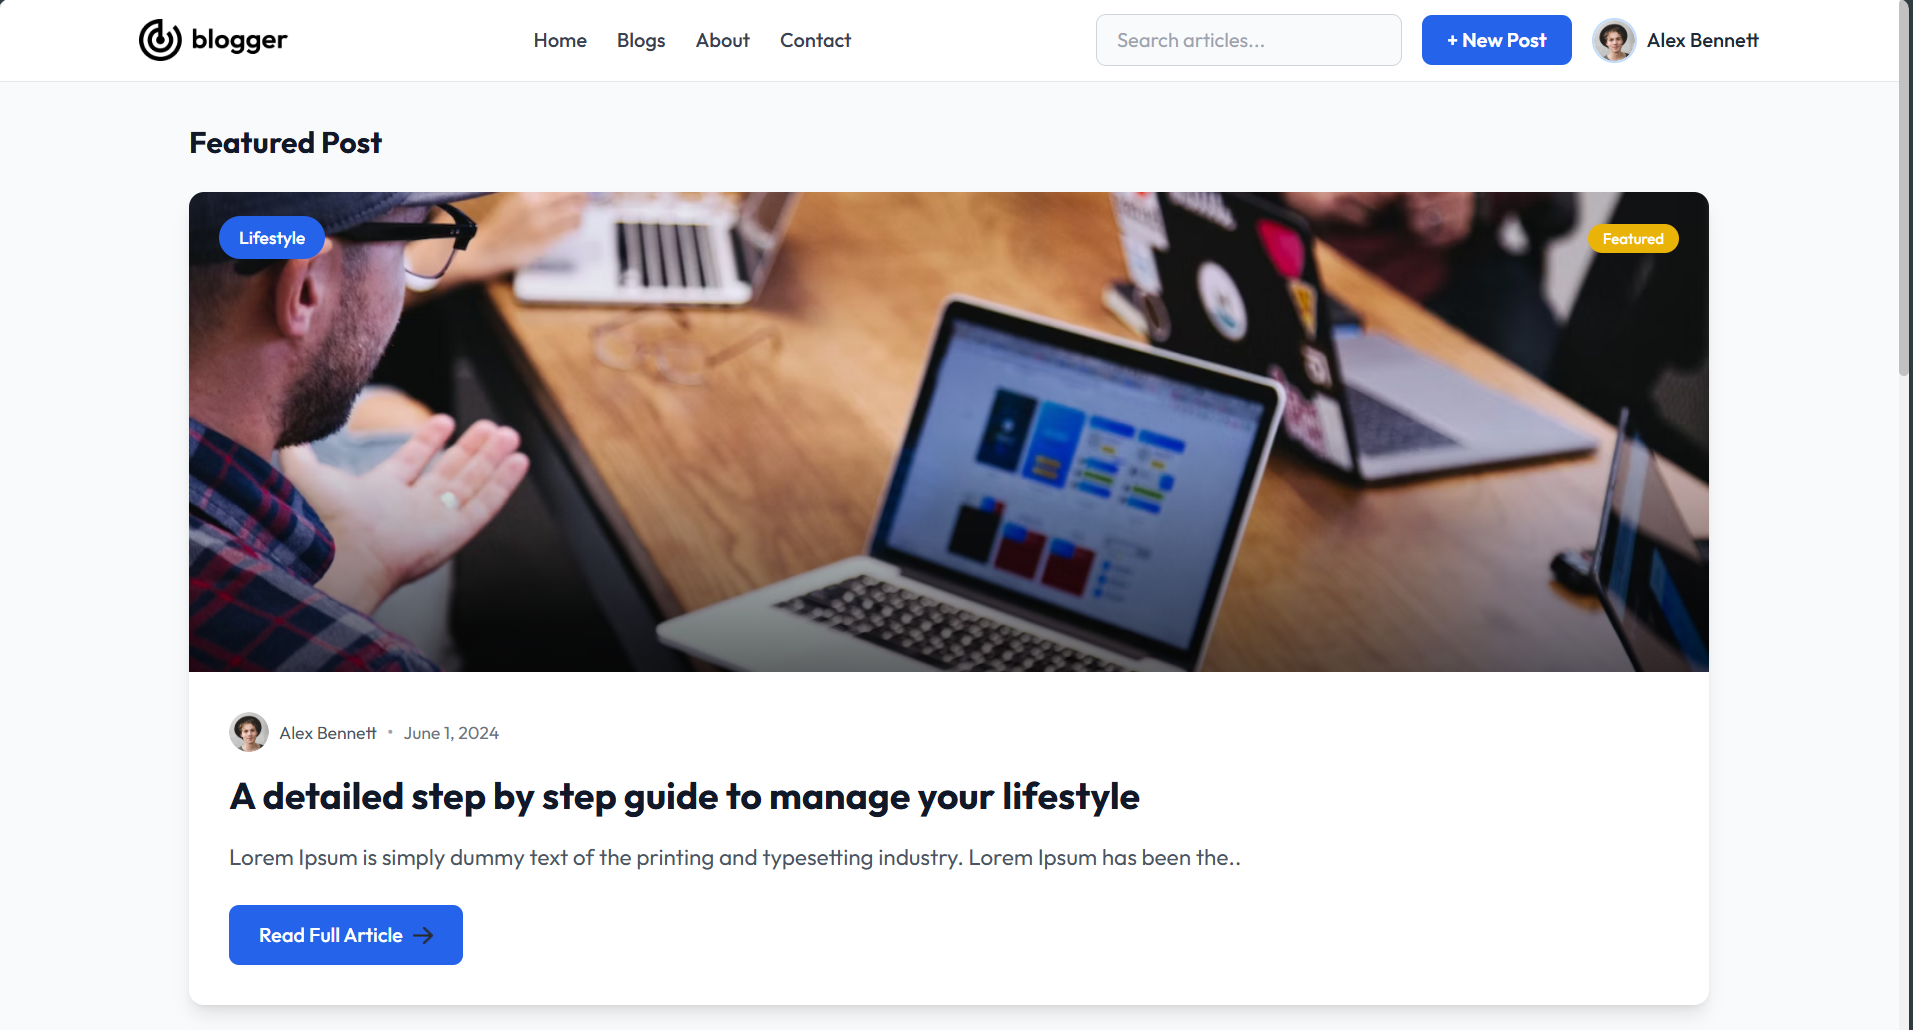 blogger
Home Blogs About Contact
Search articles...
+ New Post
Alex Bennett
Featured Post
Lifestyle
Featured
Alex Bennett • June 1, 2024
A detailed step by step guide to manage your lifestyle
Lorem Ipsum is simply dummy text of the printing and typesetting industry. Lorem Ipsum has been the..
Read Full Article →